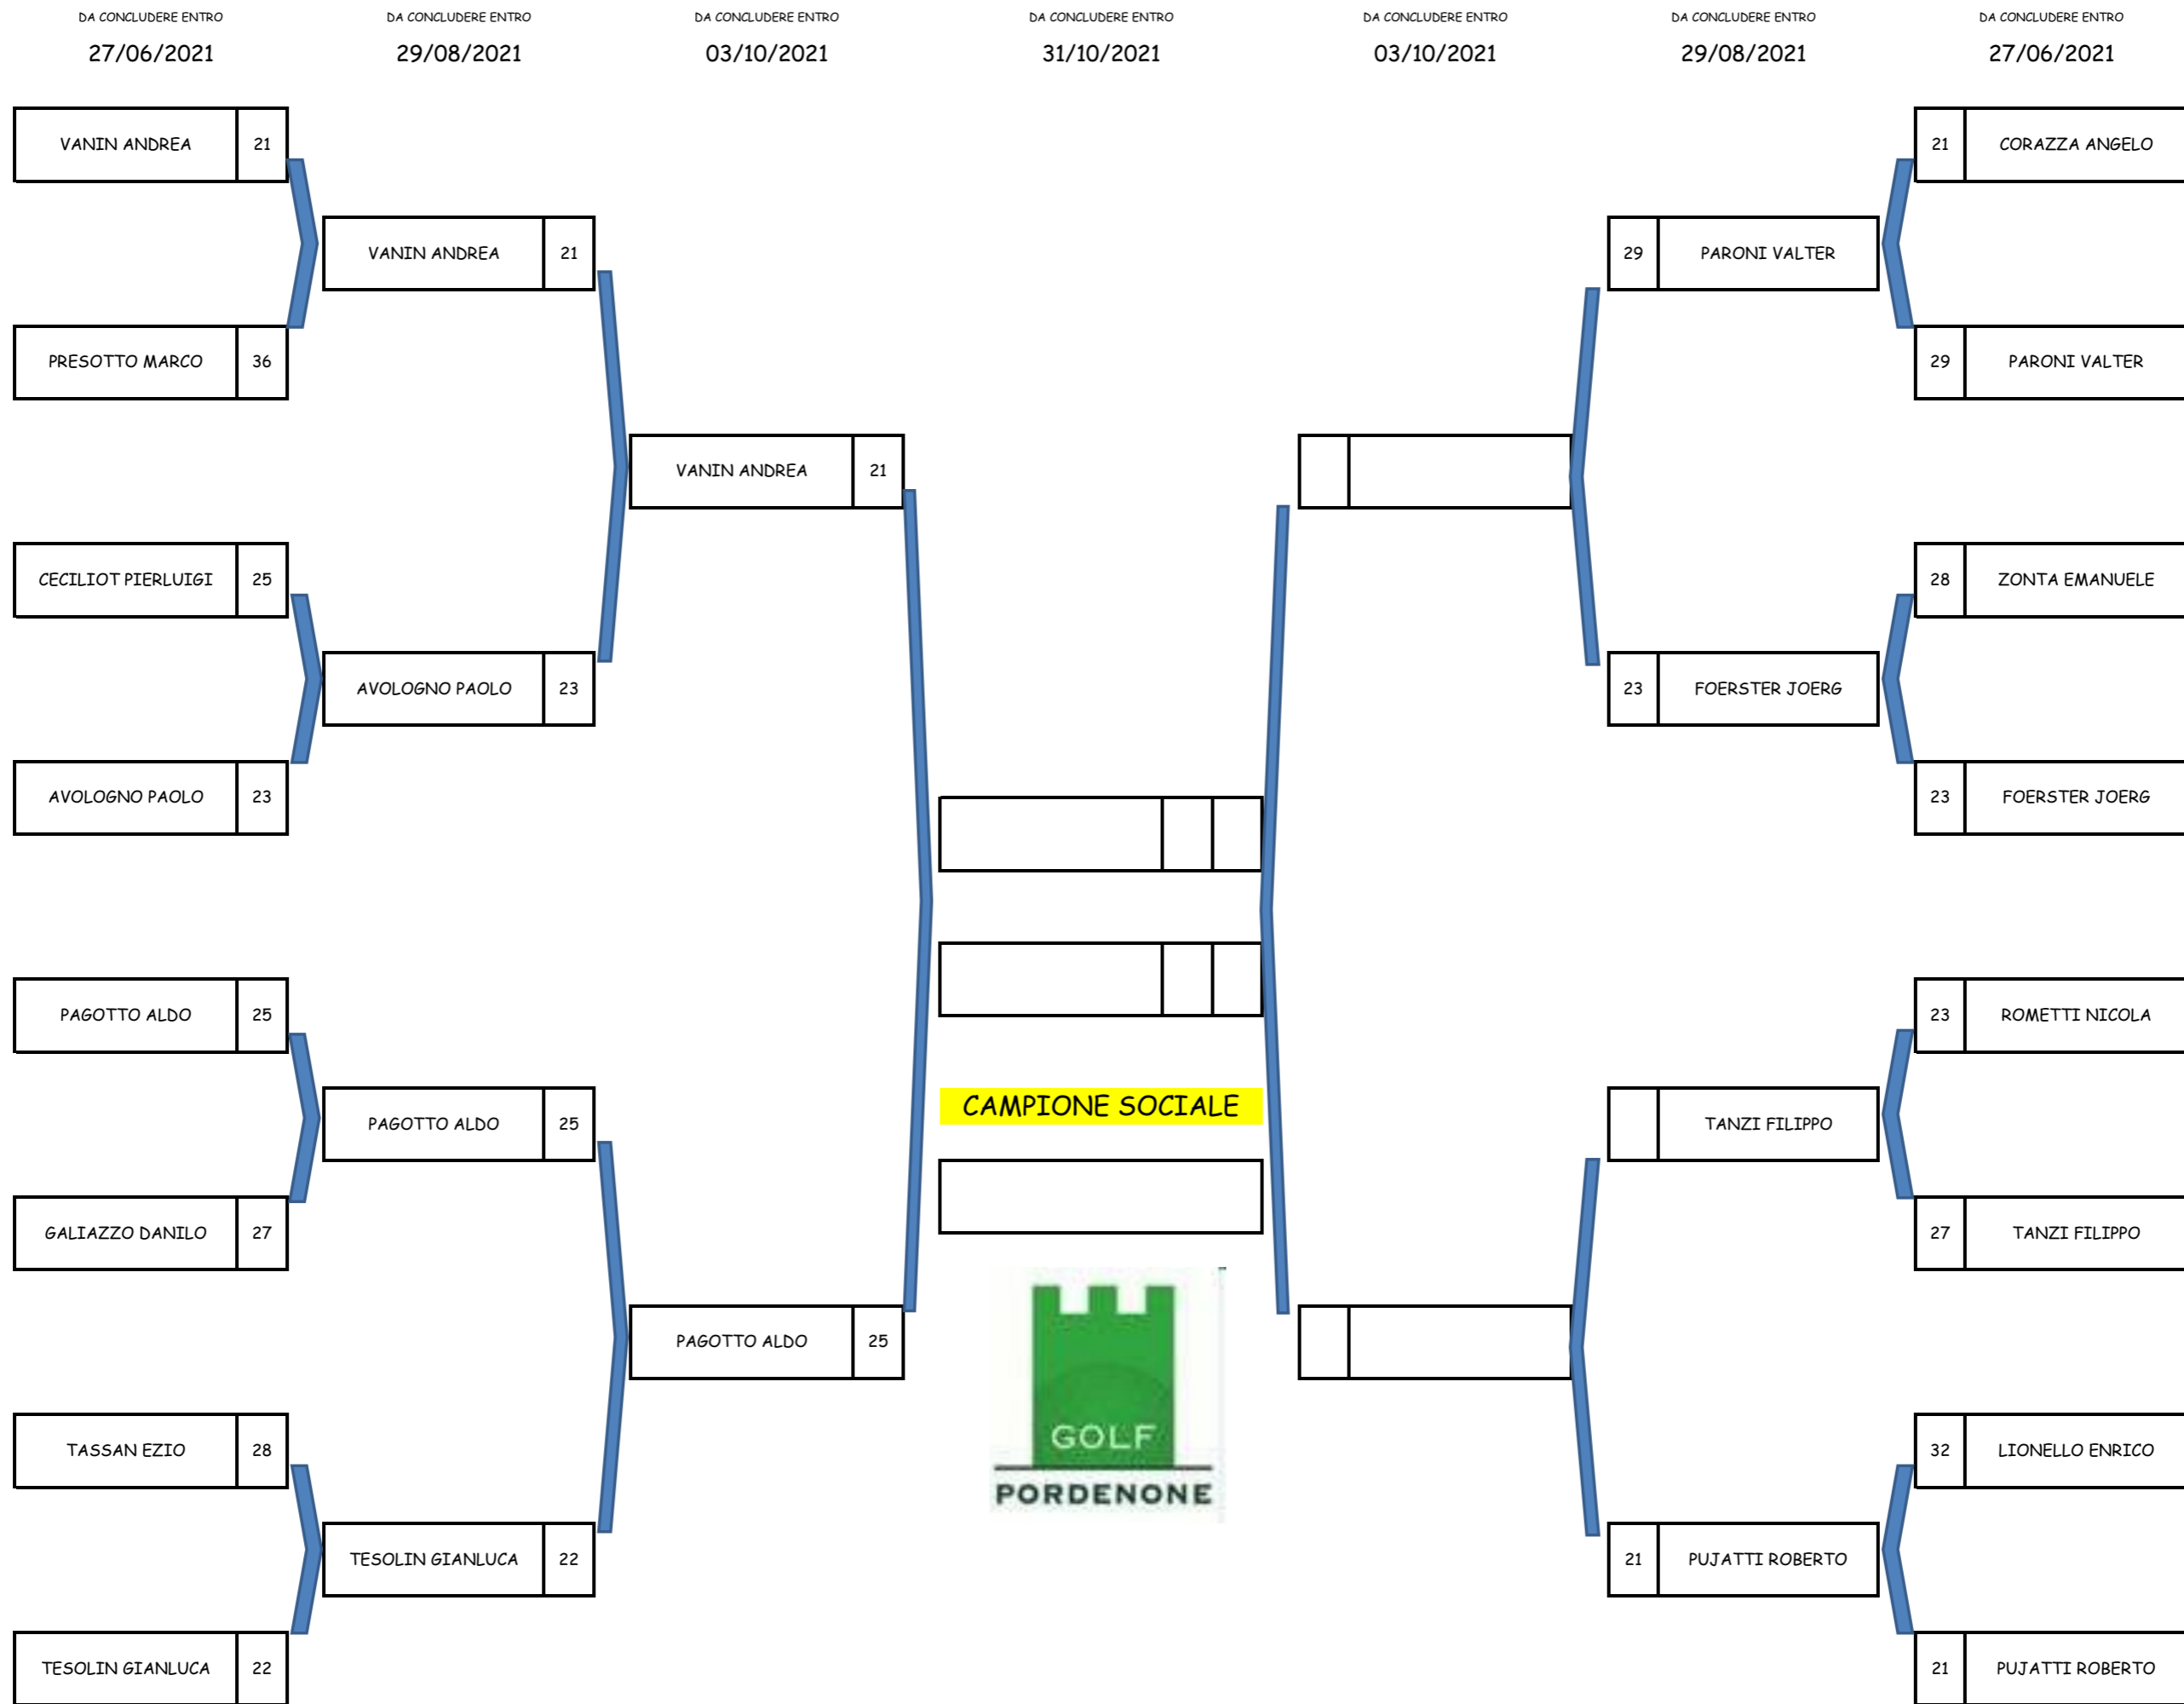 DA CONCLUDERE ENTRO DA CONCLUDERE ENTRO DA CONCLUDERE ENTRO DA CONCLUDERE ENTRO DA CONCLUDERE ENTRO DA CONCLUDERE ENTRO DA CONCLUDERE ENTRO
27/06/2021 29/08/2021 03/10/2021 31/10/2021 03/10/2021 29/08/2021 27/06/2021
VANIN ANDREA 21 21 CORAZZA ANGELO
VANIN ANDREA 21 29 PARONI VALTER
PRESOTTO MARCO 36 29 PARONI VALTER
VANIN ANDREA 21
CECILIOT PIERLUIGI 25 28 ZONTA EMANUELE
AVOLOGNO PAOLO 23 23 FOERSTER JOERG
AVOLOGNO PAOLO 23 23 FOERSTER JOERG
PAGOTTO ALDO 25 23 ROMETTI NICOLA
CAMPIONE SOCIALE
PAGOTTO ALDO 25 TANZI FILIPPO
GALIAZZO DANILO 27 27 TANZI FILIPPO
PAGOTTO ALDO 25
GOLF
TASSAN EZIO 28 32 LIONELLO ENRICO
PORDENONE
TESOLIN GIANLUCA 22 21 PUJATTI ROBERTO
TESOLIN GIANLUCA 22 21 PUJATTI ROBERTO